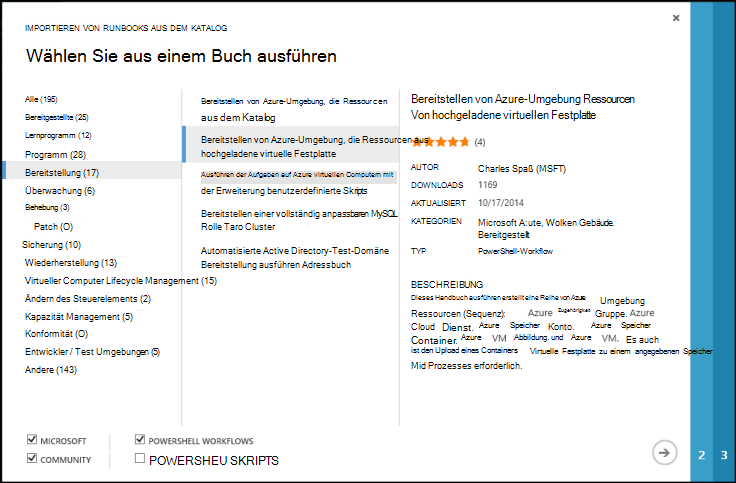 IMPORTIEREN VON RUNBOOKS AUS DEM KATALOG
Wählen Sie aus einem Buch ausführen
Alle (195)
Bereitgestellte (25)
Lernprogramm (12)
Programm (28)
Bereitstellung (17)
Überwachung (6)
Behebung (3)
Patch (O)
Sicherung (10)
Wiederherstellung (13)
Virtueller Computer Lifecycle Management (15)
Ändern des Steuerelements (2)
Kapazität Management (5)
Konformität (O)
Entwickler / Test Umgebungen (5)
Andere (143)
Bereitstellen von Azure-Umgebung, die Ressourcen
aus dem Katalog
Bereitstellen von Azure-Umgebung, die Ressourcen aus
hochgeladene virtuelle Festplatte
Ausführen der Aufgaben auf Azure virtuellen Computern mit
der Erweiterung benutzerdefinierte Skripts
Bereitstellen einer vollständig anpassbaren MySQL
Rolle Taro Cluster
Automatisierte Active Directory-Test-Domäne
Bereitstellung ausführen Adressbuch
Bereitstellen von Azure-Umgebung Ressourcen
Von hochgeladene virtuellen Festplatte
(4)
AUTOR Charles Spaß (MSFT)
DOWNLOADS 1169
AKTUALISIERT 10/17/2014
KATEGORIEN Microsoft A:ute, Wolken Gebäude.
Bereitgestelt
TYP PowerShell-Workflow
BESCHREIBUNG
Dieses Handbuch ausführen erstellt eine Reihe von Azure Umgebung
Ressourcen (Sequenz): Azure Zugehörigkeit Gruppe. Azure
Cloud Dienst. Azure Speicher Konto. Azure Speicher
Container. Azure VM Abbildung. und Azure VM. Es auch
ist den Upload eines Containers Virtuelle Festplatte zu einem angegebenen Speicher
Mid Prozesses erforderlich.
MICROSOFT
POWERSHELL WORKFLOWS
COMMUNITY
POWERSHEU SKRIPTS
2 3